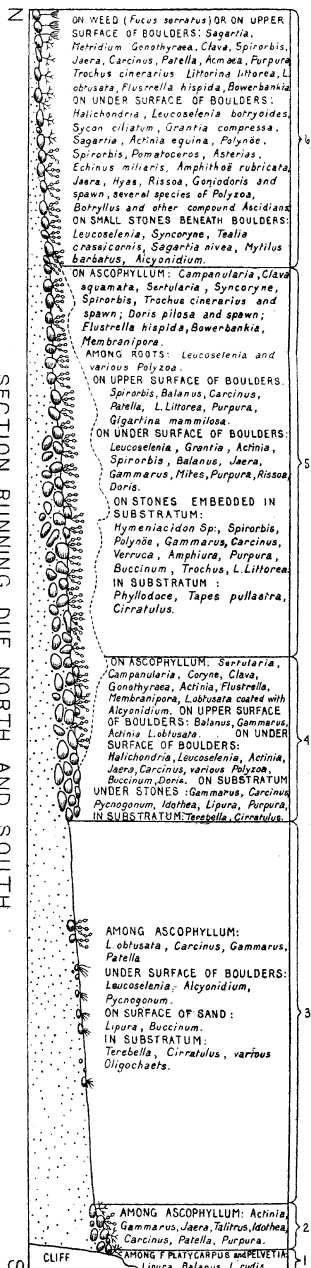 N
ON WEED (Fucus serratus) OR ON UPPER
SURFACE OF BOULDERS: Sagartia,
Metridium Gonothyraea, Clava, Spirorbis,
Jaera, Carcinus, Patella, Acmaea, Purpura
Trochus cinerarius Littorina littorea, L.
obtusata, Flustrella hispida, Bowerbankia
ON UNDER SURFACE OF BOULDERS:
Halichondria, Leucoselenia botryoides,
Sycon ciliatum, Grantia compressa,
Sagartia, Actinia equina, Polynöe,
Spirorbis, Pomatoceros, Asterias,
Echinus miliaris, Amphithoë rubricata,
Jaera, Hyas, Rissoa, Goniodoris and
spawn, several species of Polyzoa,
Botryllus and other compound Ascidians
ON SMALL STONES BENEATH BOULDERS:
Leucoselenia, Syncoryne, Tealia
crassicornis, Sagartia nivea, Mytilus
barbatus, Alcyonidium.
6
ON ASCOPHYLLUM: Campanularia, Clava
squamata, Sertularia, Syncoryne,
Spirorbis, Trochus cinerarius and
spawn; Doris pilosa and spawn;
Flustrella hispida, Bowerbankia,
Membranipora.
AMONG ROOTS: Leucoselenia and
various Polyzoa.
ON UPPER SURFACE OF BOULDERS.
Spirorbis, Balanus, Carcinus,
Patella, L. Littorea, Purpura,
Gigartina mammilosa.
ON UNDER SURFACE OF BOULDERS:
Leucoselenia, Grantia, Actinia,
Spirorbis, Balanus, Jaera,
Gammarus, Mites, Purpura, Rissoa,
Doris.
ON STONES EMBEDDED IN
SUBSTRATUM:
Hymeniacidon Sp:, Spirorbis,
Polynöe, Gammarus, Carcinus,
Verruca, Amphiura, Purpura,
Buccinum, Trochus, L. Littorea.
IN SUBSTRATUM :
Phyllodoce, Tapes pullastra,
Cirratulus.
5
ON ASCOPHYLLUM: Sertularia,
Campanularia, Coryne, Clava,
Gonothyraea, Actinia, Flustrella,
Membranipora, L.obtusata coated with
Alcyonidium. ON UPPER SURFACE
OF BOULDERS: Balanus, Gammarus,
Actinia L.obtusata. ON UNDER
SURFACE OF BOULDERS:
Halichondria, Leucoselenia, Actinia,
Jaera, Carcinus, various Polyzoa,
Buccinum, Doris. ON SUBSTRATUM
UNDER STONES : Gammarus, Carcinus
Pycnogonum, Idothea, Lipura, Purpura,
IN SUBSTRATUM: Terebella, Cirratulus.
4
AMONG ASCOPHYLLUM:
L. obtusata, Carcinus, Gammarus,
Patella
UNDER SURFACE OF BOULDERS:
Leucoselenia, Alcyonidium,
Pycnogonum.
ON SURFACE OF SAND:
Lipura, Buccinum.
IN SUBSTRATUM:
Terebella, Cirratulus, various
Oligochaets.
3
AMONG ASCOPHYLLUM: Actinia,
Gammarus, Jaera, Talitrus, Idothea,
Carcinus, Patella, Purpura.
2
AMONG F PLATYCARPUS and PELVETIA:
Lipura, Balanus, L. rudis
1
CLIFF
S
SECTION RUNNING DUE NORTH AND SOUTH